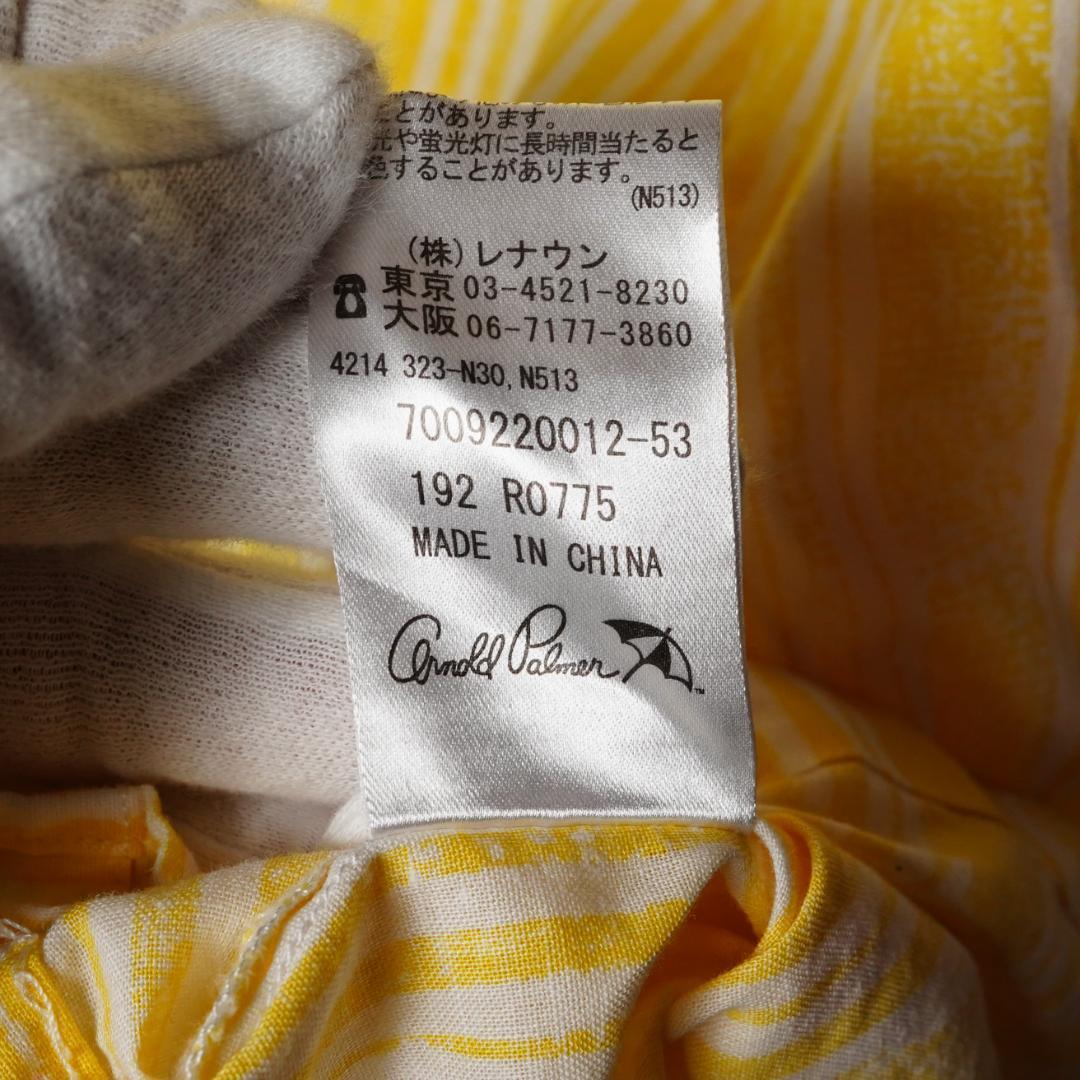 とがあります。
光や蛍光灯に長時間当たると
色することがあります。
(N513)
(株)レナウン
東京 03-4521-8230
大阪 06-7177-3860
4214 323-N30,N513
7009220012-53
192 R0775
MADE IN CHINA
Arnold Palmer
TM